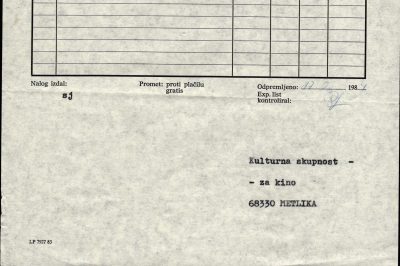 Nalog izdal: Promet: proti plačilu Odpremljeno: 198
sj gratis Exp. list
kontroliral:
Kulturna skupnost -
- za kino
68330 METLIKA
LP 7927 83